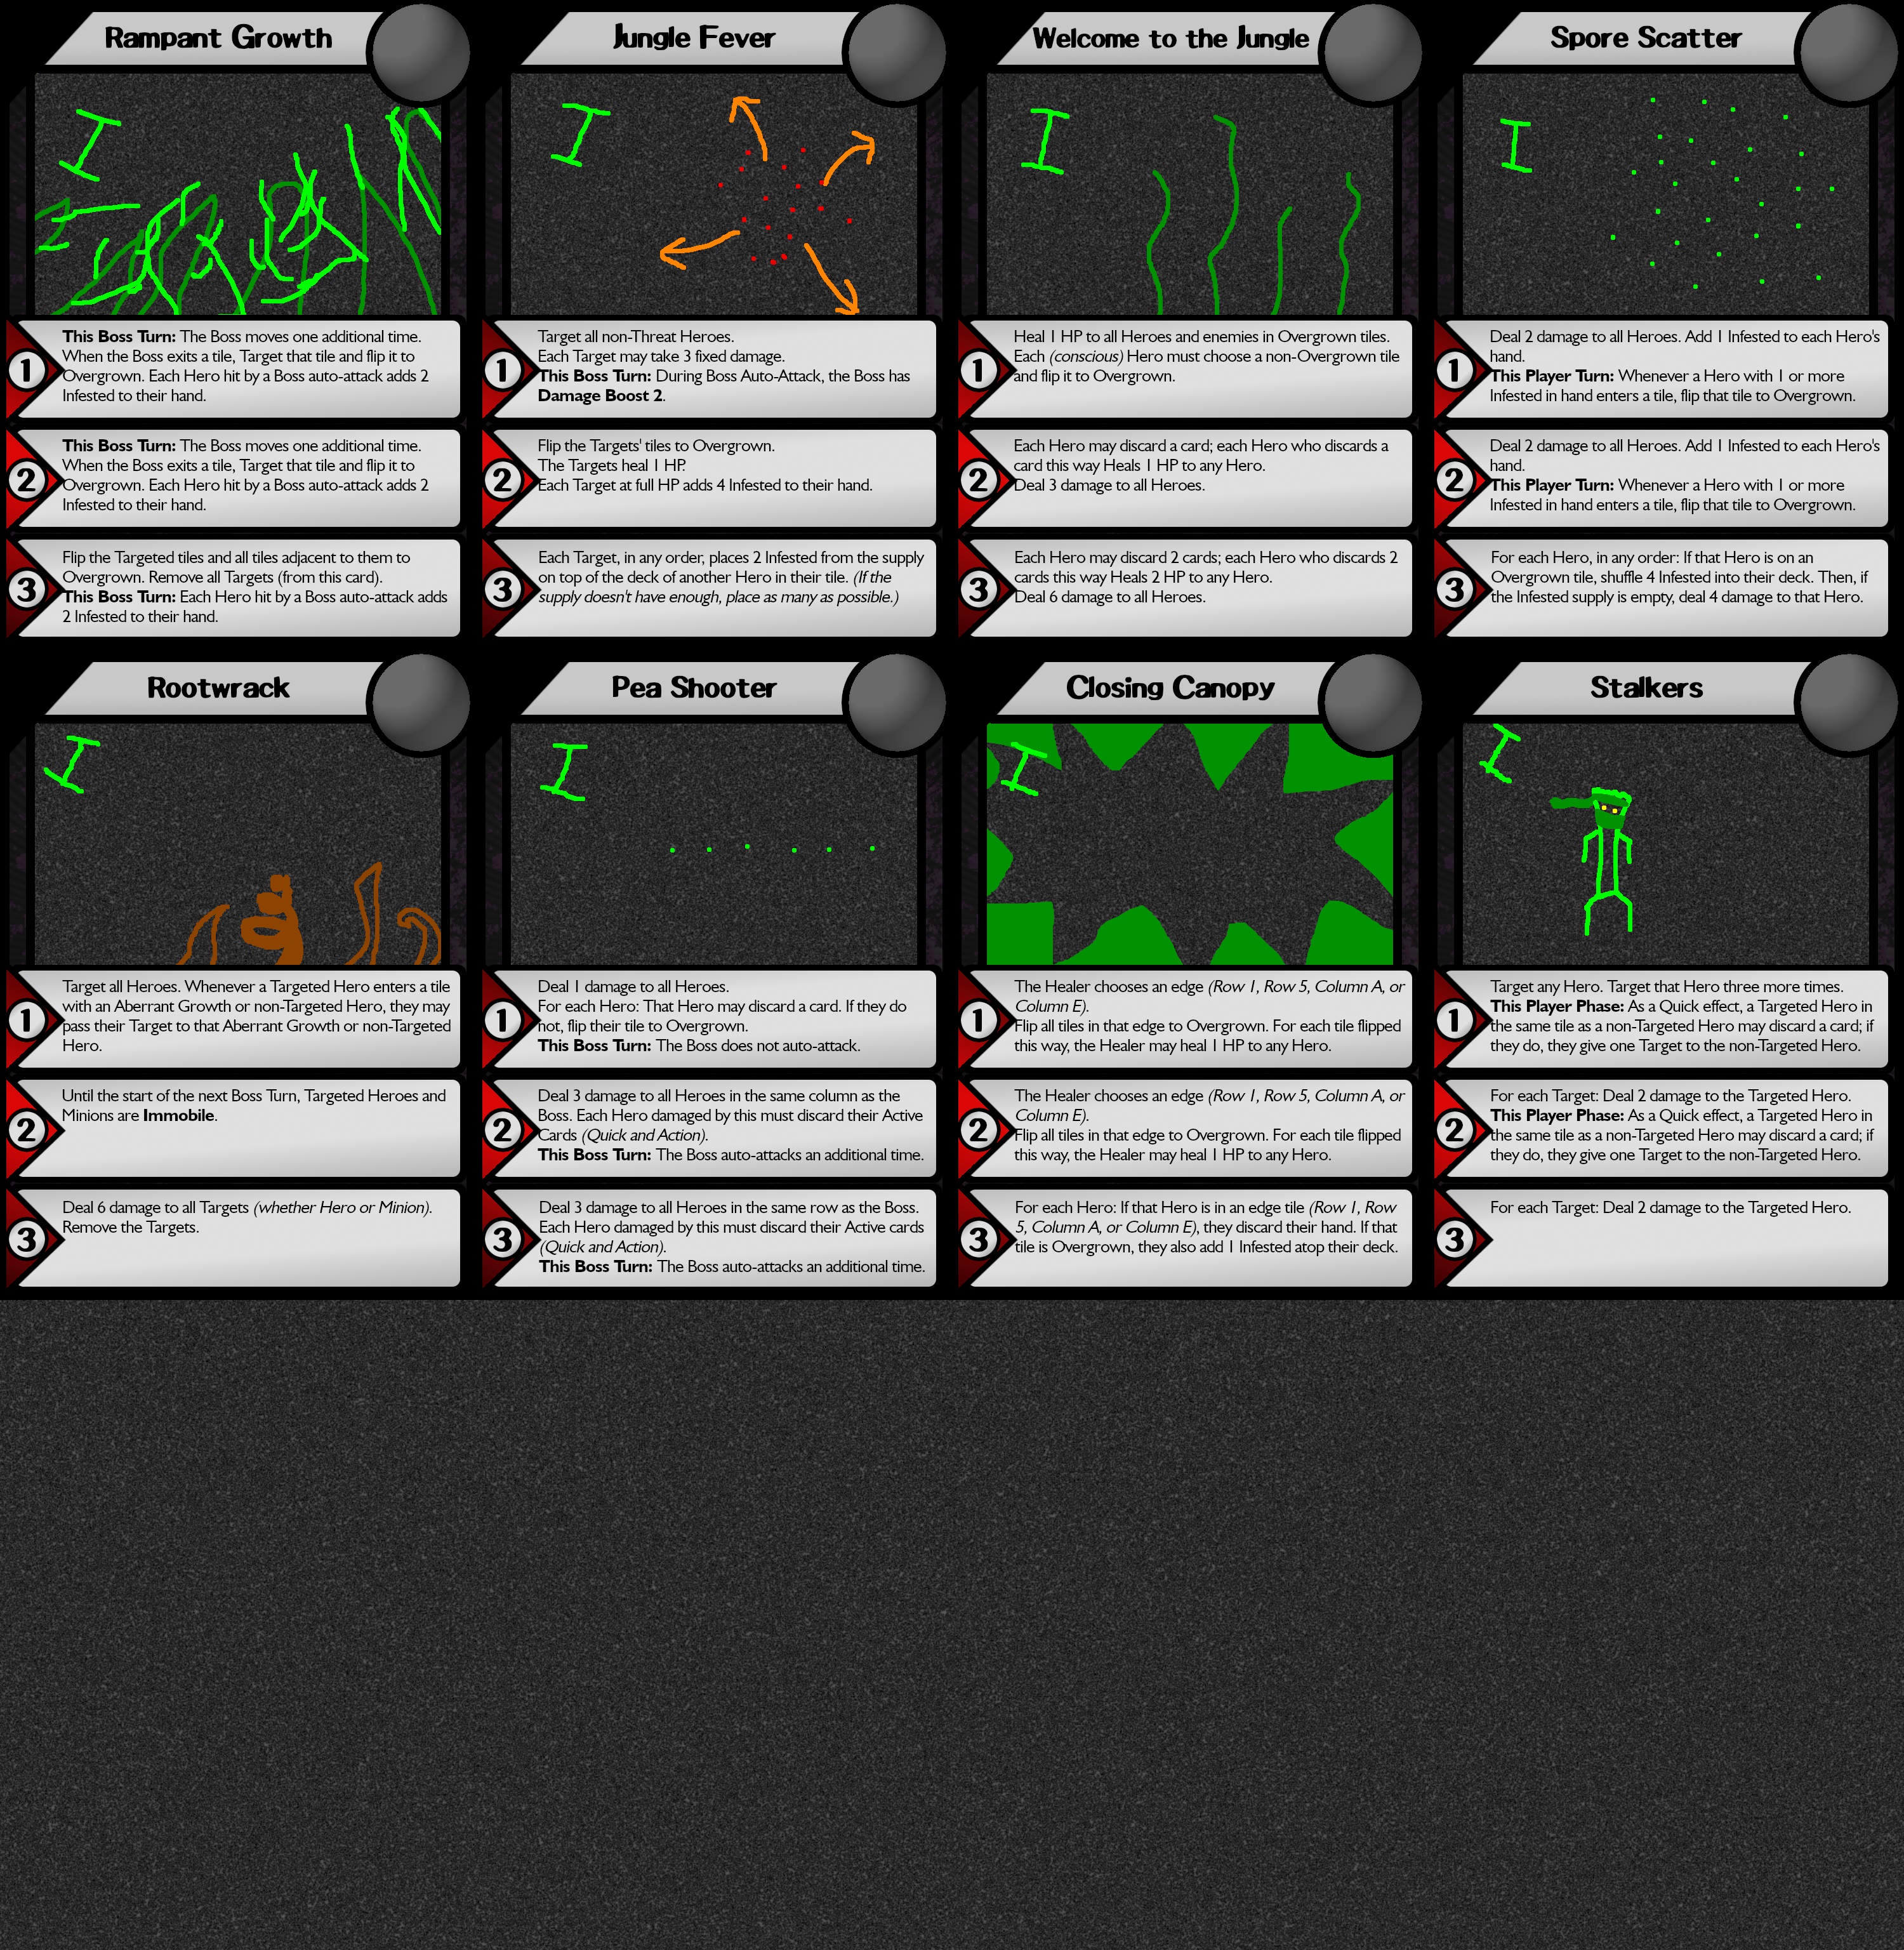 Rampant Growth
I
1
This Boss Turn: The Boss moves one additional time.
When the Boss exits a tile, Target that tile and flip it to
Overgrown. Each Hero hit by a Boss auto-attack adds 2
Infested to their hand.
2
This Boss Turn: The Boss moves one additional time.
When the Boss exits a tile, Target that tile and flip it to
Overgrown. Each Hero hit by a Boss auto-attack adds 2
Infested to their hand.
3
Flip the Targeted tiles and all tiles adjacent to them to
Overgrown. Remove all Targets (from this card).
This Boss Turn: Each Hero hit by a Boss auto-attack adds
2 Infested to their hand.
Jungle Fever
I
1
Target all non-Threat Heroes.
Each Target may take 3 fixed damage.
This Boss Turn: During Boss Auto-Attack, the Boss has
Damage Boost 2.
2
Flip the Targets' tiles to Overgrown.
The Targets heal 1 HP.
Each Target at full HP adds 4 Infested to their hand.
3
Each Target, in any order, places 2 Infested from the supply
on top of the deck of another Hero in their tile. (If the
supply doesn't have enough, place as many as possible.)
Welcome to the Jungle
I
1
Heal 1 HP to all Heroes and enemies in Overgrown tiles.
Each (conscious) Hero must choose a non-Overgrown tile
and flip it to Overgrown.
2
Each Hero may discard a card; each Hero who discards a
card this way Heals 1 HP to any Hero.
Deal 3 damage to all Heroes.
3
Each Hero may discard 2 cards; each Hero who discards 2
cards this way Heals 2 HP to any Hero.
Deal 6 damage to all Heroes.
Spore Scatter
I
1
Deal 2 damage to all Heroes. Add 1 Infested to each Hero's
hand.
This Player Turn: Whenever a Hero with 1 or more
Infested in hand enters a tile, flip that tile to Overgrown.
2
Deal 2 damage to all Heroes. Add 1 Infested to each Hero's
hand.
This Player Turn: Whenever a Hero with 1 or more
Infested in hand enters a tile, flip that tile to Overgrown.
3
For each Hero, in any order: If that Hero is on an
Overgrown tile, shuffle 4 Infested into their deck. Then, if
the Infested supply is empty, deal 4 damage to that Hero.
Rootwrack
I
1
Target all Heroes. Whenever a Targeted Hero enters a tile
with an Aberrant Growth or non-Targeted Hero, they may
pass their Target to that Aberrant Growth or non-Targeted
Hero.
2
Until the start of the next Boss Turn, Targeted Heroes and
Minions are Immobile.
3
Deal 6 damage to all Targets (whether Hero or Minion).
Remove the Targets.
Pea Shooter
I
1
Deal 1 damage to all Heroes.
For each Hero: That Hero may discard a card. If they do
not, flip their tile to Overgrown.
This Boss Turn: The Boss does not auto-attack.
2
Deal 3 damage to all Heroes in the same column as the
Boss. Each Hero damaged by this must discard their Active
Cards (Quick and Action).
This Boss Turn: The Boss auto-attacks an additional time.
3
Deal 3 damage to all Heroes in the same row as the Boss.
Each Hero damaged by this must discard their Active cards
(Quick and Action).
This Boss Turn: The Boss auto-attacks an additional time.
Closing Canopy
I
1
The Healer chooses an edge (Row 1, Row 5, Column A, or
Column E).
Flip all tiles in that edge to Overgrown. For each tile flipped
this way, the Healer may heal 1 HP to any Hero.
2
The Healer chooses an edge (Row 1, Row 5, Column A, or
Column E).
Flip all tiles in that edge to Overgrown. For each tile flipped
this way, the Healer may heal 1 HP to any Hero.
3
For each Hero: If that Hero is in an edge tile (Row 1, Row
5, Column A, or Column E), they discard their hand. If that
tile is Overgrown, they also add 1 Infested atop their deck.
Stalkers
I
1
Target any Hero. Target that Hero three more times.
This Player Phase: As a Quick effect, a Targeted Hero in
the same tile as a non-Targeted Hero may discard a card; if
they do, they give one Target to the non-Targeted Hero.
2
For each Target: Deal 2 damage to the Targeted Hero.
This Player Phase: As a Quick effect, a Targeted Hero in
the same tile as a non-Targeted Hero may discard a card; if
they do, they give one Target to the non-Targeted Hero.
3
For each Target: Deal 2 damage to the Targeted Hero.